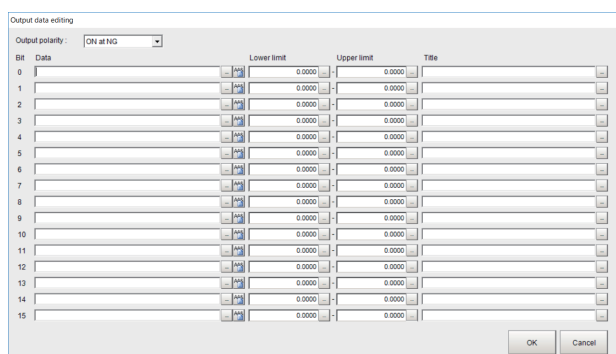 Output data editing
Output polarity : ON at NG
Bit Data Lower limit Upper limit Title
0 ... 0.0000 ... - 0.0000 ... ...
1 ... 0.0000 ... - 0.0000 ... ...
2 ... 0.0000 ... - 0.0000 ... ...
3 ... 0.0000 ... - 0.0000 ... ...
4 ... 0.0000 ... - 0.0000 ... ...
5 ... 0.0000 ... - 0.0000 ... ...
6 ... 0.0000 ... - 0.0000 ... ...
7 ... 0.0000 ... - 0.0000 ... ...
8 ... 0.0000 ... - 0.0000 ... ...
9 ... 0.0000 ... - 0.0000 ... ...
10 ... 0.0000 ... - 0.0000 ... ...
11 ... 0.0000 ... - 0.0000 ... ...
12 ... 0.0000 ... - 0.0000 ... ...
13 ... 0.0000 ... - 0.0000 ... ...
14 ... 0.0000 ... - 0.0000 ... ...
15 ... 0.0000 ... - 0.0000 ... ...
OK Cancel